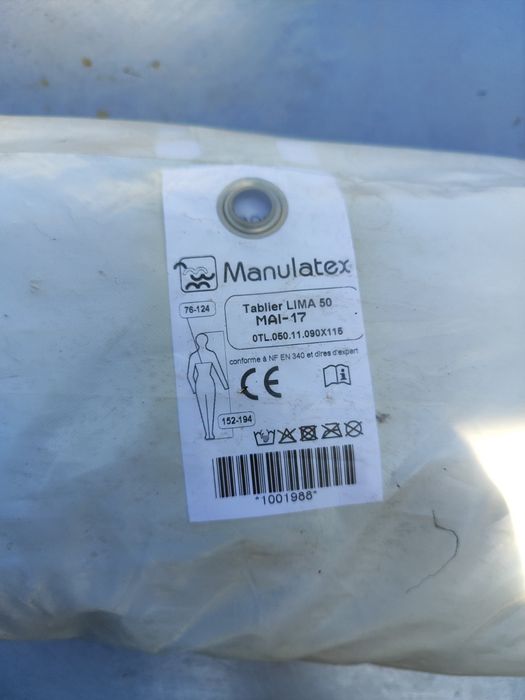 Manulatex
76-124
Tablier LIMA 50
MAI-17
0TL.050.11.090X115
conforme à NF EN 340 et dires d'expert
CE
i
152-194
*1001988*